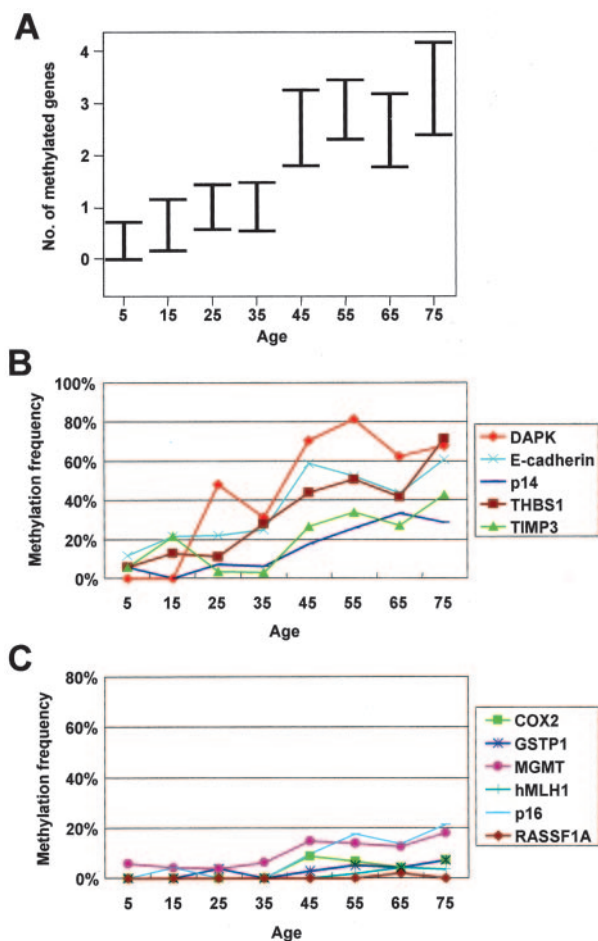 A
No. of methylated genes
4
3
2
1
0
5 15 25 35 45 55 65 75
Age
B
Methylation frequency
100%
80%
60%
40%
20%
0%
5 15 25 35 45 55 65 75
Age
DAPK
E-cadherin
p14
THBS1
TIMP3
C
Methylation frequency
80%
60%
40%
20%
0%
5 15 25 35 45 55 65 75
Age
COX2
GSTP1
MGMT
hMLH1
p16
RASSF1A